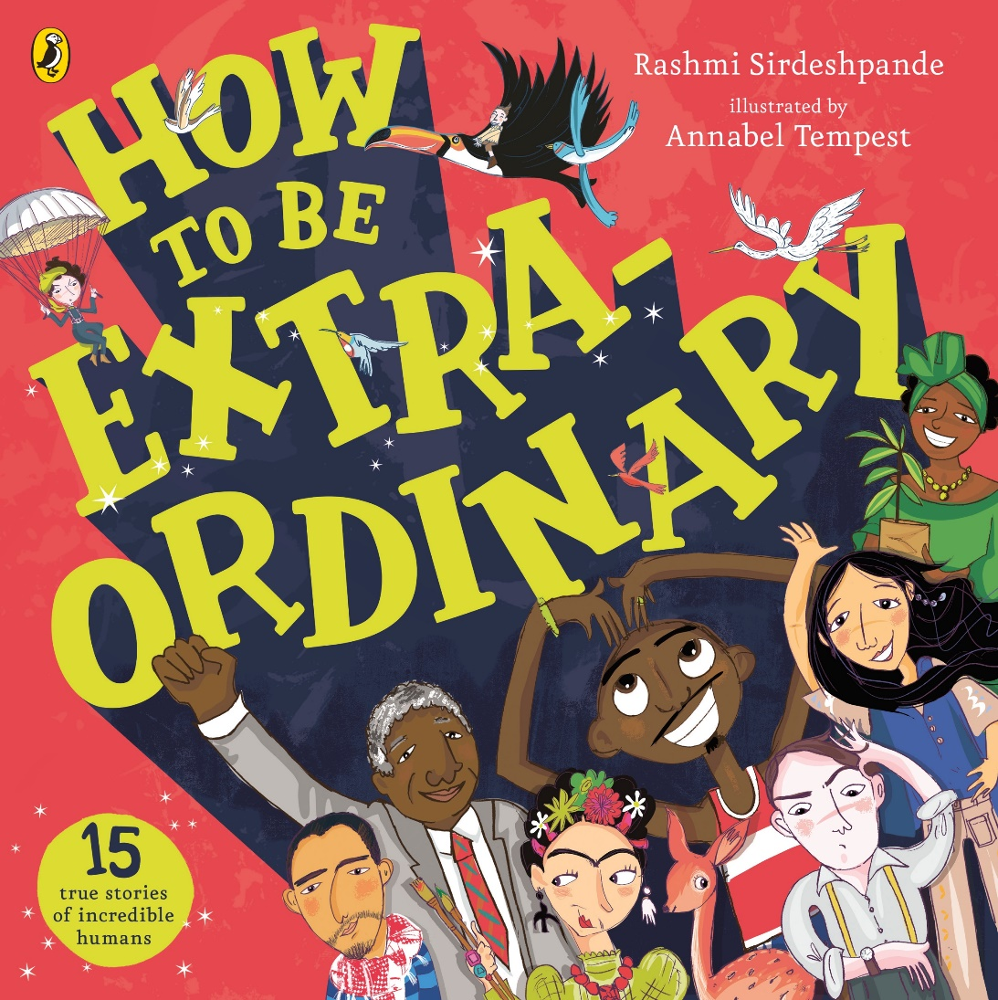 HOW
TO BE
EXTRA-
ORDINARY
Rashmi Sirdeshpande
illustrated by
Annabel Tempest
15
true stories
of incredible
humans